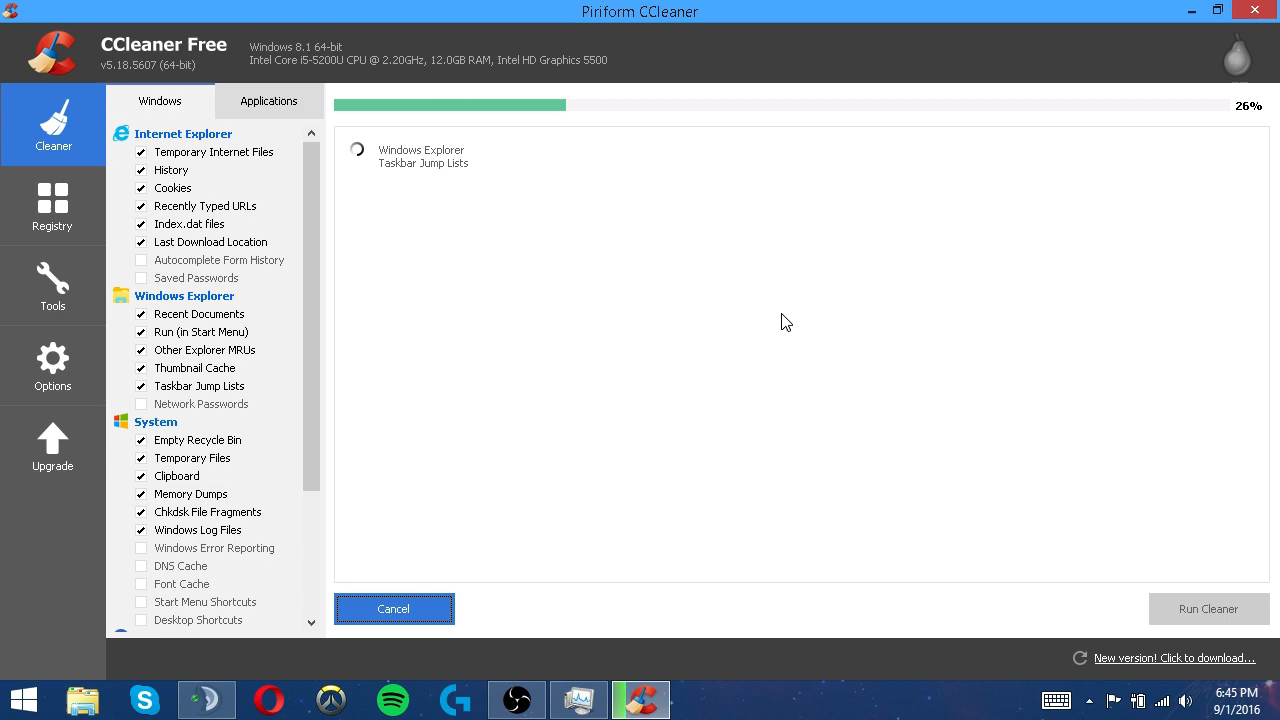 Piriform CCleaner
CCleaner Free
v5.18.5607 (64-bit)
Windows 8.1 64-bit
Intel Core i5-5200U CPU @ 2.20GHz, 12.0GB RAM, Intel HD Graphics 5500
Cleaner
Registry
Tools
Options
Upgrade
Windows
Applications
Internet Explorer
Temporary Internet Files
History
Cookies
Recently Typed URLs
Index.dat files
Last Download Location
Autocomplete Form History
Saved Passwords
Windows Explorer
Recent Documents
Run (in Start Menu)
Other Explorer MRUs
Thumbnail Cache
Taskbar Jump Lists
Network Passwords
System
Empty Recycle Bin
Temporary Files
Clipboard
Memory Dumps
Chkdsk File Fragments
Windows Log Files
Windows Error Reporting
DNS Cache
Font Cache
Start Menu Shortcuts
Desktop Shortcuts
26%
Windows Explorer
Taskbar Jump Lists
Cancel
Run Cleaner
New version! Click to download...
6:45 PM
9/1/2016